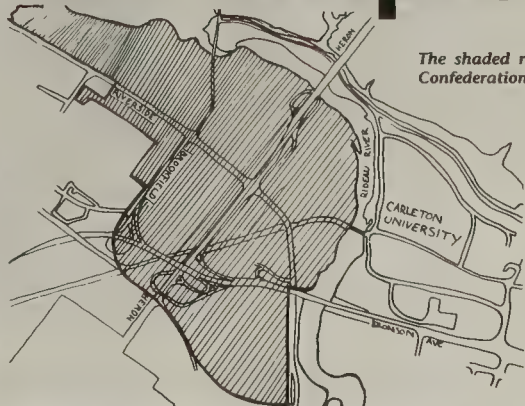 The shaded r
Confederation
HERON
RIVERSIDE
RIDEAU RIVER
CARLETON
UNIVERSITY
HERON
BRONSON AVE